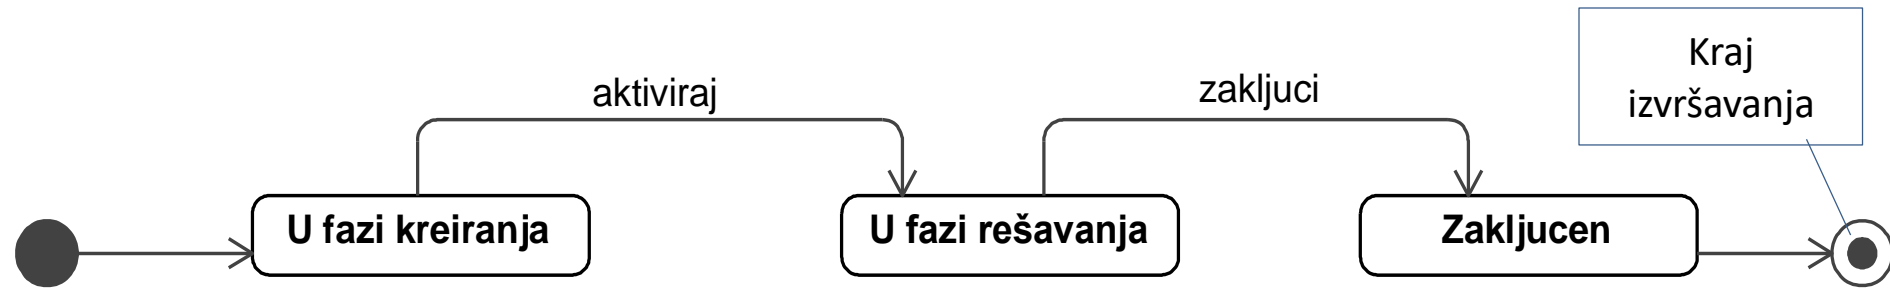 Kraj
izvršavanja
aktiviraj
zakljuci
U fazi kreiranja
U fazi rešavanja
Zakljucen